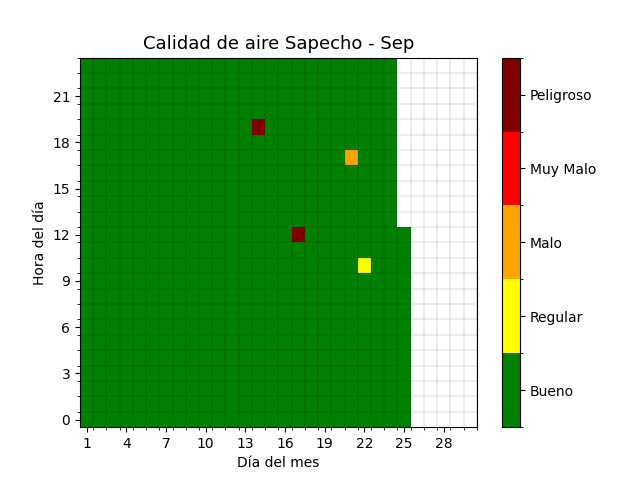 Calidad de aire Sapecho - Sep
21
18
15
12
9
6
3
0
Hora del día
1 4 7 10 13 16 19 22 25 28
Día del mes
Peligroso
Muy Malo
Malo
Regular
Bueno